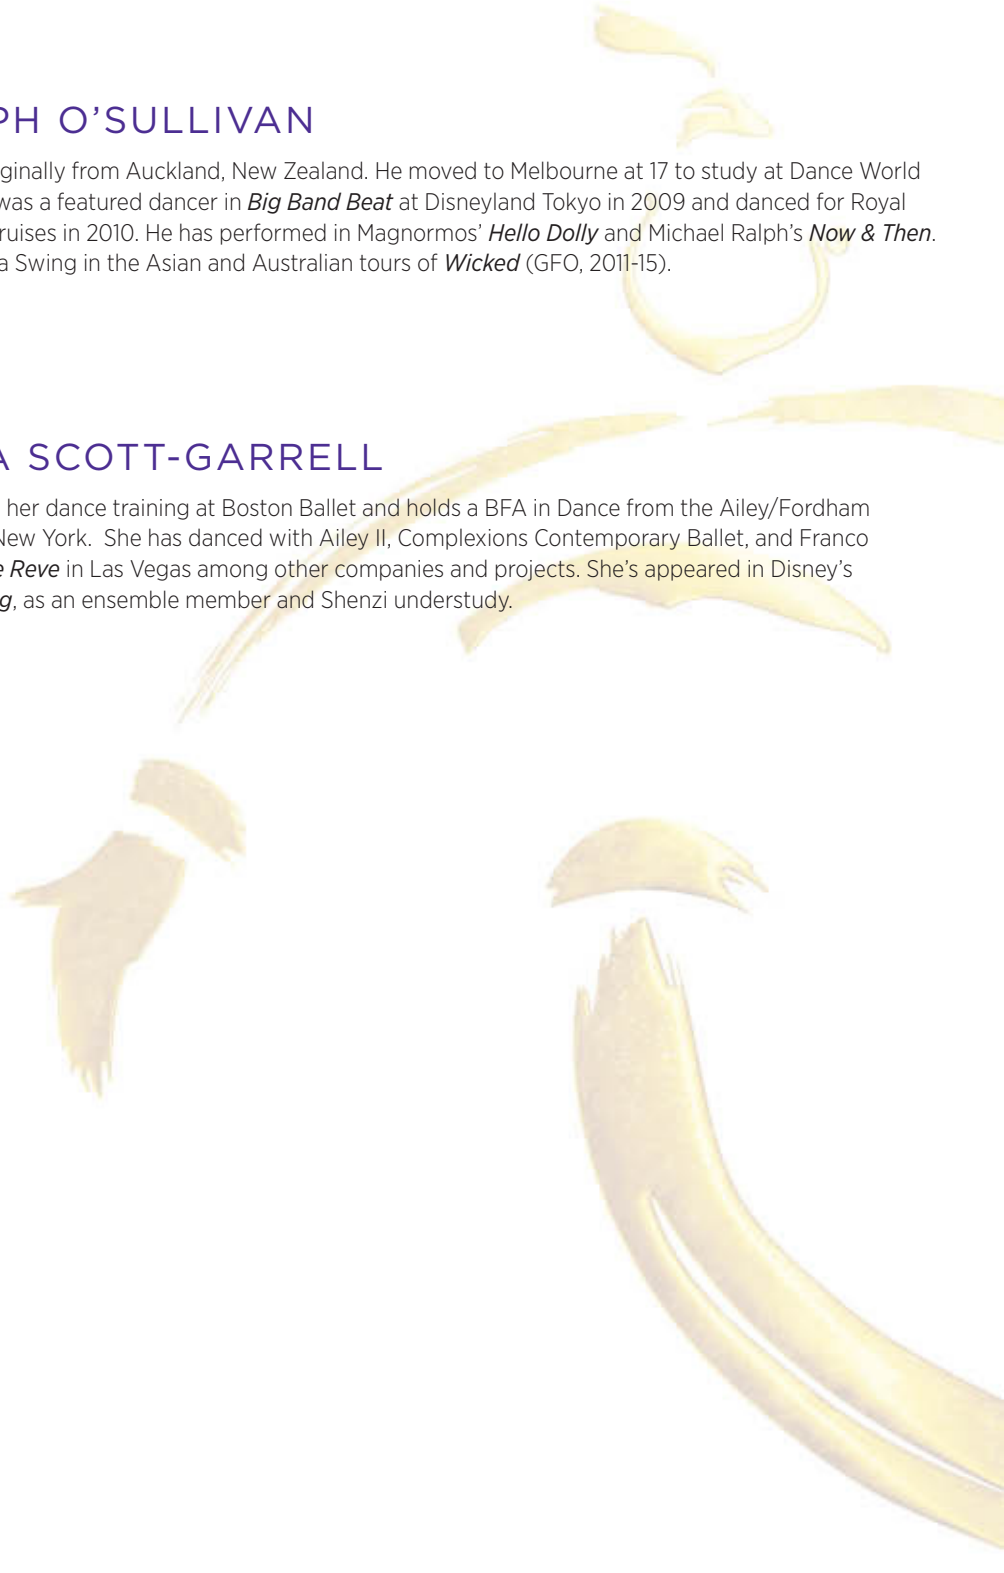 PH O’SULLIVAN
ginally from Auckland, New Zealand. He moved to Melbourne at 17 to study at Dance World
was a featured dancer in Big Band Beat at Disneyland Tokyo in 2009 and danced for Royal
ruises in 2010. He has performed in Magnormos’ Hello Dolly and Michael Ralph’s Now & Then.
a Swing in the Asian and Australian tours of Wicked (GFO, 2011-15).
A SCOTT-GARRELL
her dance training at Boston Ballet and holds a BFA in Dance from the Ailey/Fordham
New York. She has danced with Ailey II, Complexions Contemporary Ballet, and Franco
e Reve in Las Vegas among other companies and projects. She’s appeared in Disney’s
g, as an ensemble member and Shenzi understudy.